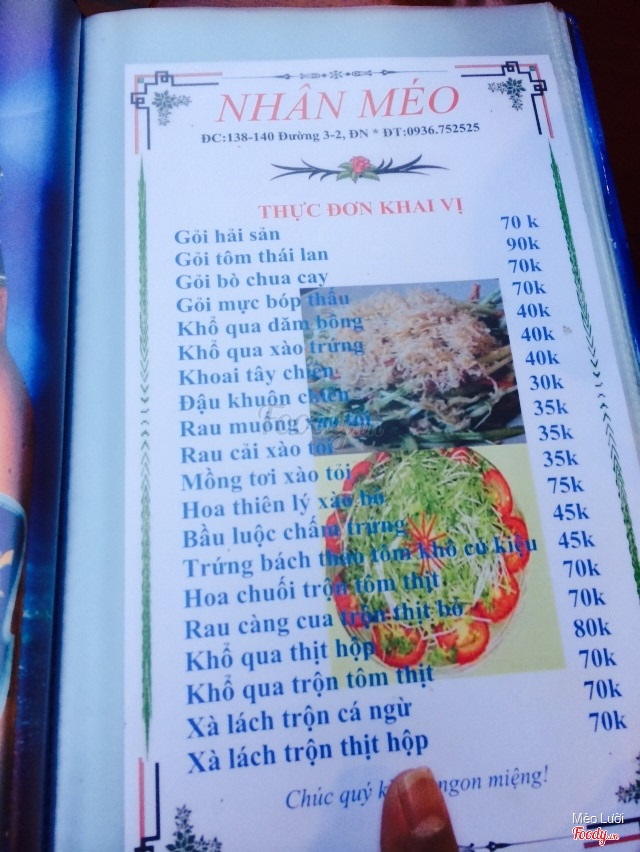 NHÂN MÉO
ĐC:138-140 Đường 3-2, ĐN * ĐT:0936.752525
THỰC ĐƠN KHAI VỊ
Gỏi hải sản 70 k
Gỏi tôm thái lan 90k
Gỏi bò chua cay 70k
Gỏi mực bóp thấu 70k
Khổ qua dăm bông 40k
Khổ qua xào trứng 40k
Khoai tây chiên 40k
Đậu khuôn chiên 30k
Rau muống xào tỏi 35k
Rau cải xào tỏi 35k
Mồng tơi xào tỏi 35k
Hoa thiên lý xào bò 75k
Bầu luộc chấm trứng 45k
Trứng bách thảo tôm khô củ kiệu 45k
Hoa chuối trộn tôm thịt 70k
Rau càng cua trộn thịt bò 70k
Khổ qua thịt hộp 80k
Khổ qua trộn tôm thịt 70k
Xà lách trộn cá ngừ 70k
Xà lách trộn thịt hộp 70k
Chúc quý ngon miệng!
Mèo Lười
Foody.vn